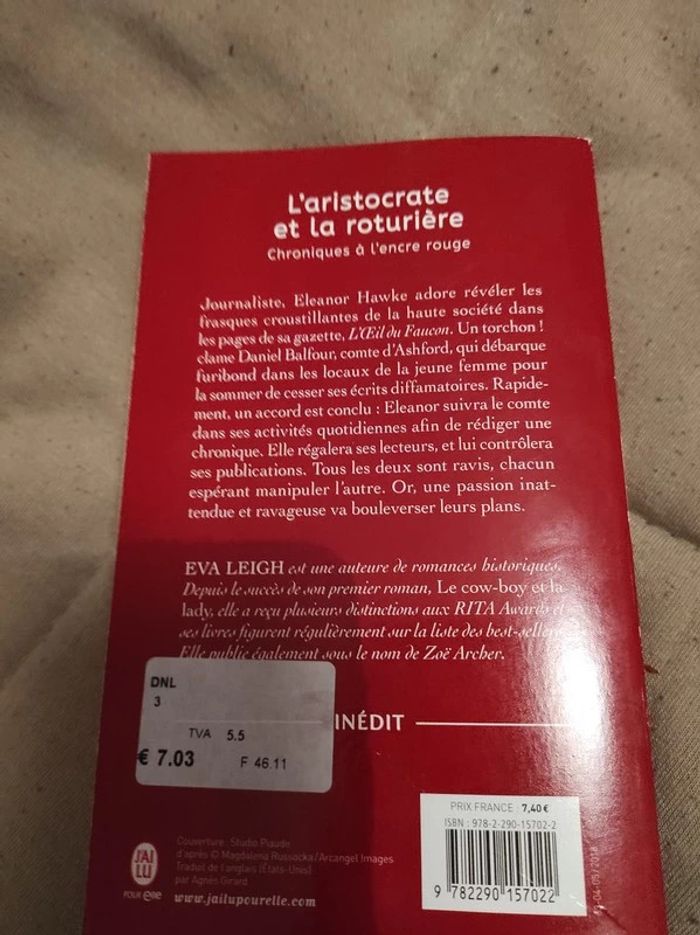 L'aristocrate
et la roturière
Chroniques à l'encre rouge
Journaliste, Eleanor Hawke adore révéler les
frasques croustillantes de la haute société dans
les pages de sa gazette, L'Œil du Faucon. Un torchon !
clame Daniel Balfour, comte d'Ashford, qui débarque
furibond dans les locaux de la jeune femme pour
la sommer de cesser ses écrits diffamatoires. Rapide-
ment, un accord est conclu : Eleanor suivra le comte
dans ses activités quotidiennes afin de rédiger une
chronique. Elle régalera ses lecteurs, et lui contrôlera
ses publications. Tous les deux sont ravis, chacun
espérant manipuler l'autre. Or, une passion inat-
tendue et ravageuse va bouleverser leurs plans.
EVA LEIGH est une auteure de romances historiques.
Depuis le succès de son premier roman, Le cow-boy et la
lady, elle a reçu plusieurs distinctions aux RITA Awards et
ses livres figurent régulièrement sur la liste des best-sellers.
Elle publie également sous le nom de Zoë Archer.
DNL
3
TVA 5.5
€ 7.03 F 46.11
INÉDIT
PRIX FRANCE : 7,40 €
ISBN : 978-2-290-15702-2
9 782290 157022
Couverture : Studio Piaude
d'après © Magdalena Russocka / Arcangel Images
Traduit de l'anglais (États-Unis)
par Agnès Girard
J'AI
LU
POUR elle
www.jailupourelle.com